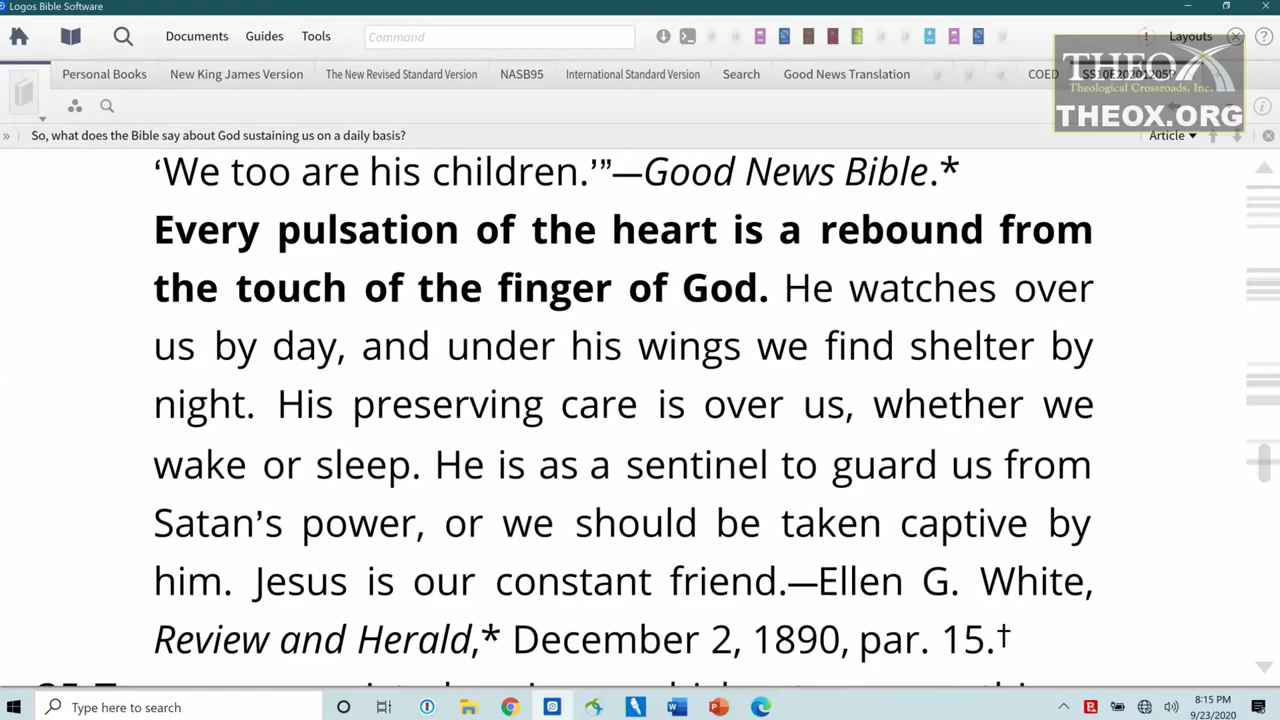 Logos Bible Software
Documents Guides Tools Command Layouts
Personal Books New King James Version The New Revised Standard Version NASB95 International Standard Version Search Good News Translation COED SS10E20201205P
THEOX
Theological Crossroads, Inc.
THEOX.ORG
» So, what does the Bible say about God sustaining us on a daily basis? Article
‘We too are his children.’”—Good News Bible.*
Every pulsation of the heart is a rebound from
the touch of the finger of God. He watches over
us by day, and under his wings we find shelter by
night. His preserving care is over us, whether we
wake or sleep. He is as a sentinel to guard us from
Satan’s power, or we should be taken captive by
him. Jesus is our constant friend.—Ellen G. White,
Review and Herald,* December 2, 1890, par. 15.†
Type here to search
8:15 PM
9/23/2020